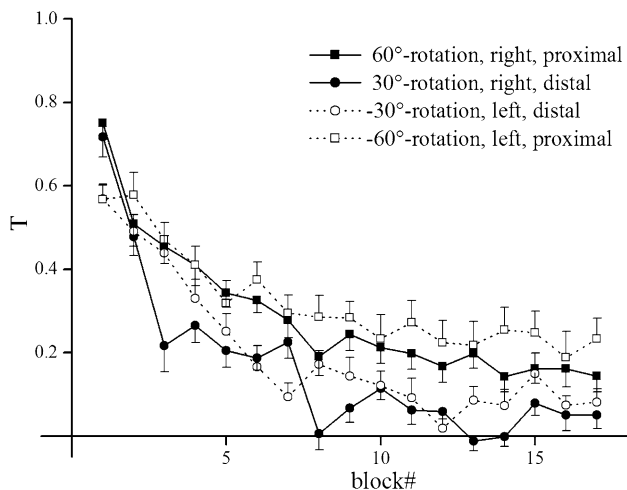 1.0
0.8
0.6
0.4
0.2
T
60°-rotation, right, proximal
30°-rotation, right, distal
-30°-rotation, left, distal
-60°-rotation, left, proximal
5
10
15
block#